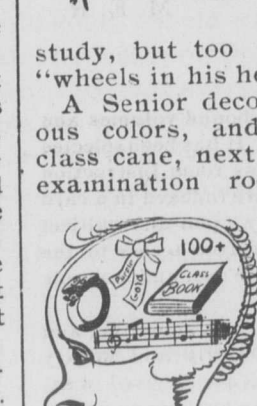 study, but too
"wheels in his he
A Senior deco
ous colors, and
class cane, next
examination ro
100+
CLASS
BOOK
Gold